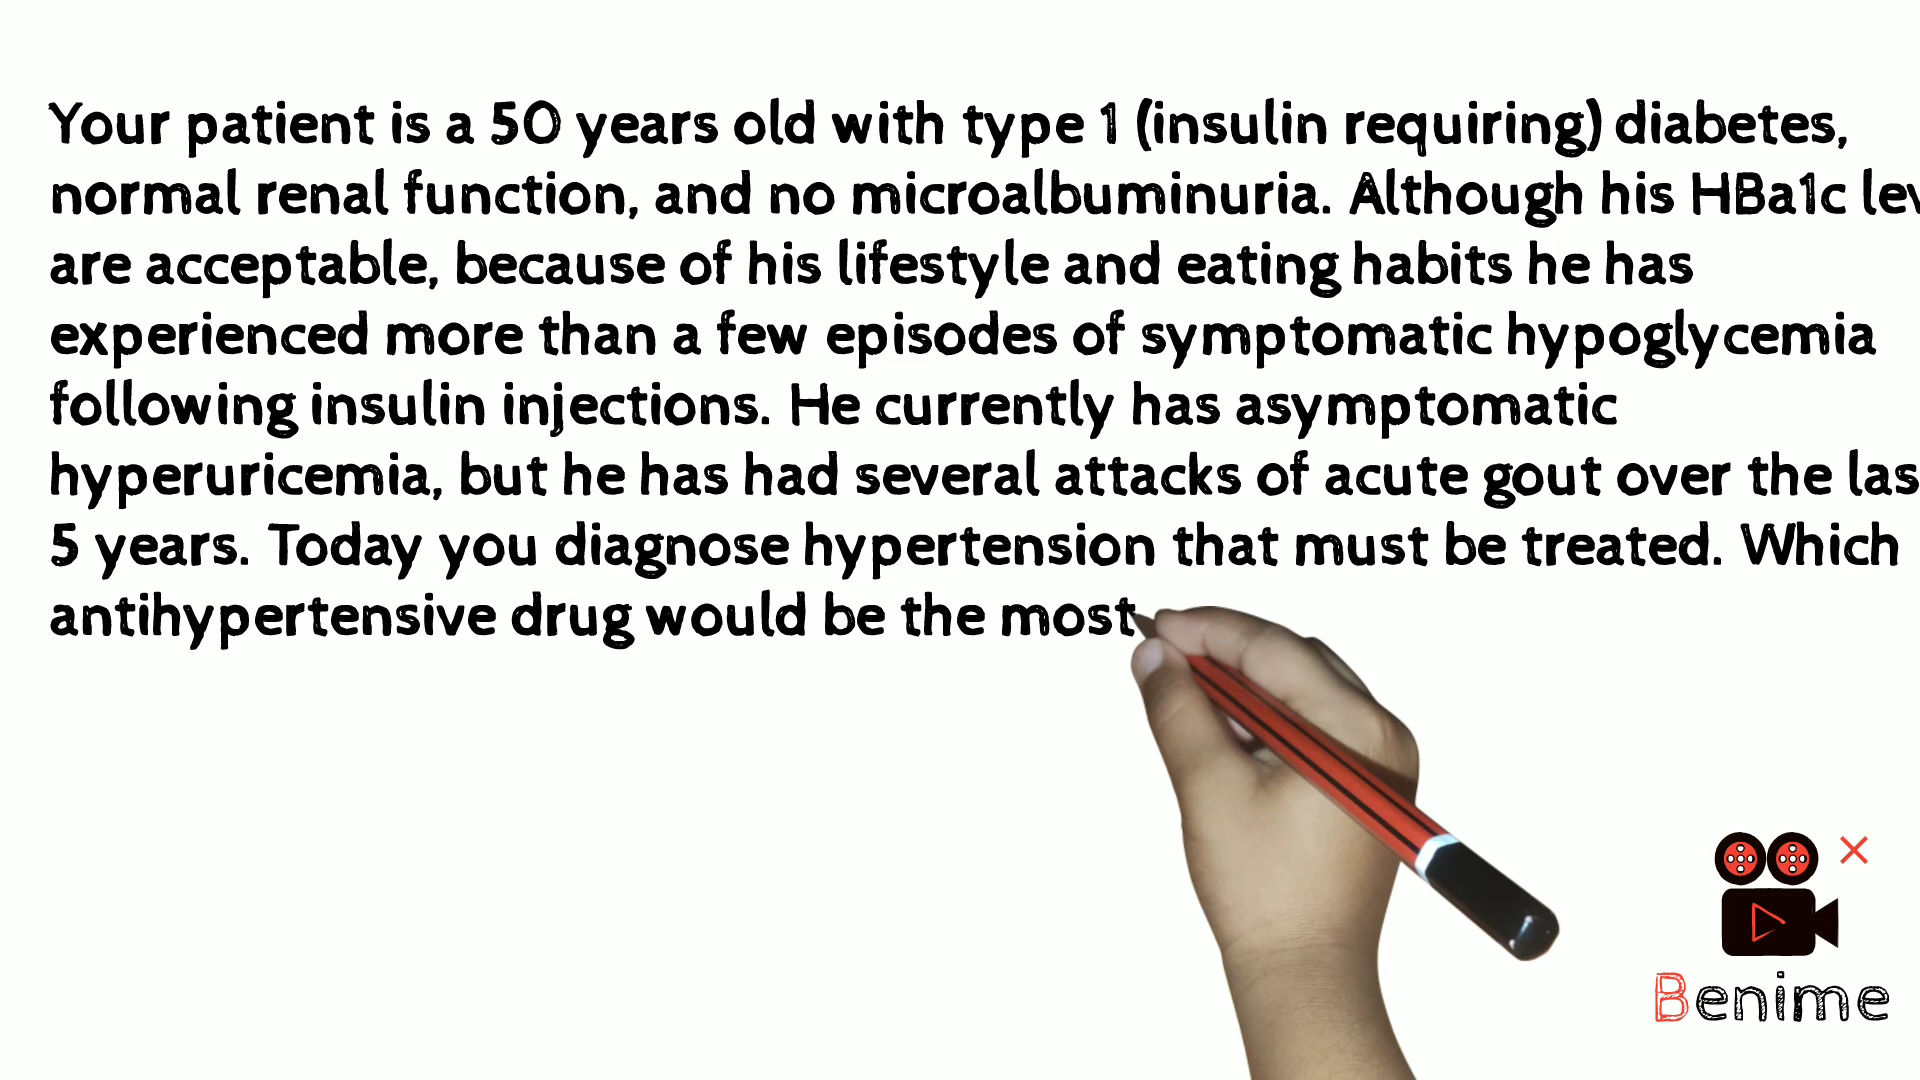 Your patient is a 50 years old with type 1 (insulin requiring) diabetes,
normal renal function, and no microalbuminuria. Although his HBa1c
are acceptable, because of his lifestyle and eating habits he has
experienced more than a few episodes of symptomatic hypoglycemia
following insulin injections. He currently has asymptomatic
hyperuricemia, but he has had several attacks of acute gout over the
5 years. Today you diagnose hypertension that must be treated. Which
antihypertensive drug would be the most
Benime